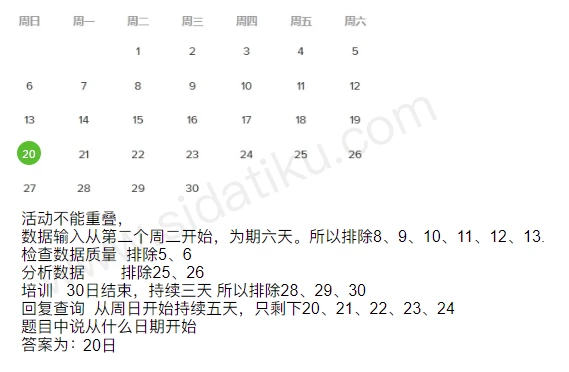 周日 周一 周二 周三 周四 周五 周六
1 2 3 4 5
6 7 8 9 10 11 12
13 14 15 16 17 18 19
20 21 22 23 24 25 26
27 28 29 30
活动不能重叠，
数据输入从第二个周二开始，为期六天。所以排除8、9、10、11、12、13.
检查数据质量 排除5、6
分析数据 排除25、26
培训 30日结束，持续三天 所以排除28、29、30
回复查询 从周日开始持续五天，只剩下20、21、22、23、24
题目中说从什么日期开始
答案为：20日
www.sidatiku.com